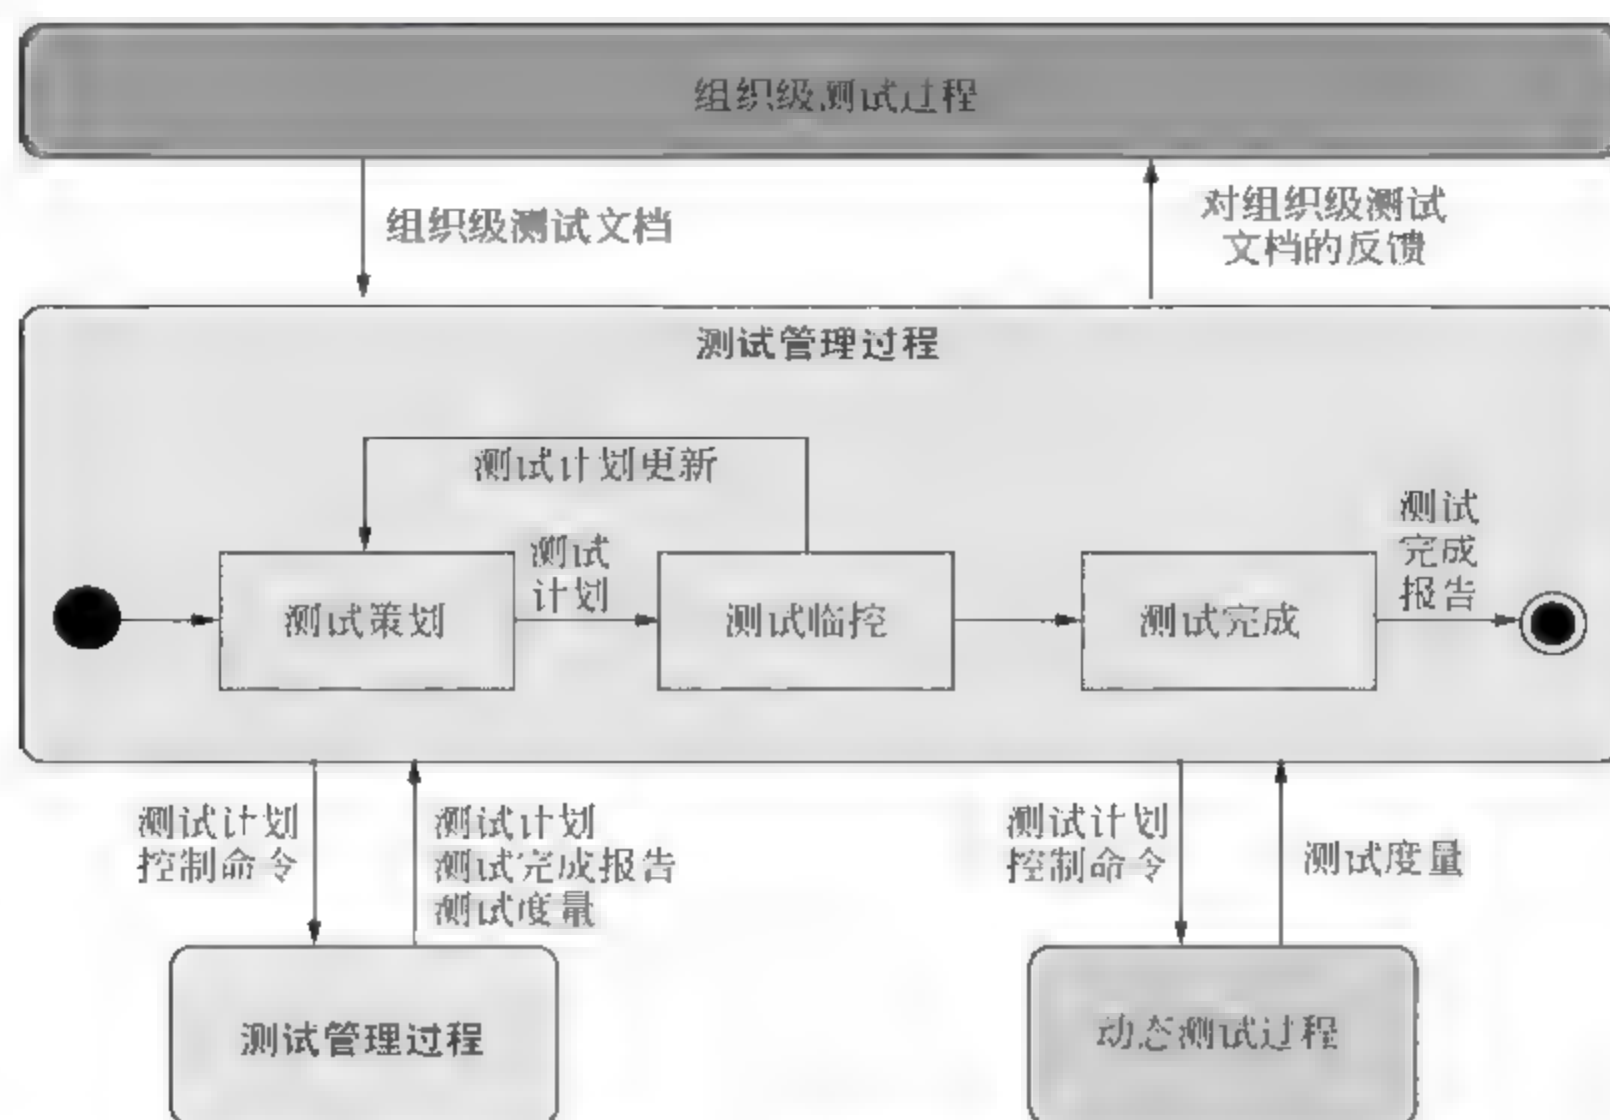 组织级测试过程
组织级测试文档
对组织级测试
文档的反馈
测试管理过程
测试计划更新
测试
计划
测试
完成
报告
测试策划
测试临控
测试完成
测试计划
控制命令
测试计划
测试完成报告
测试度量
测试计划
控制命令
测试度量
测试管理过程
动态测试过程